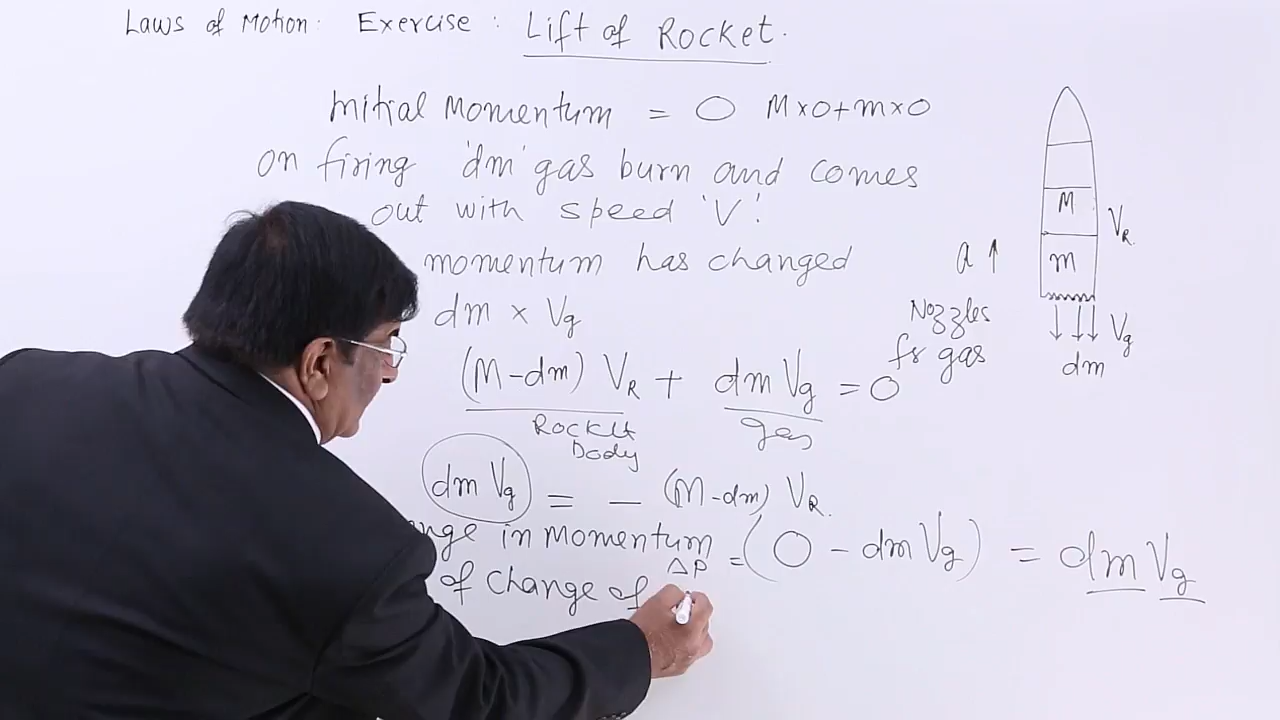 Laws of Motion: Exercise: Lift of Rocket.
Initial Momentum = 0 M×0+m×0
on firing 'dm' gas burn and comes
out with speed 'V'.
momentum has changed
dm × Vg
(M-dm) VR + dm Vg = 0
Rocket Body gas
dm Vg = - (M-dm) VR.
in momentum ΔP = (0 - dm Vg) = dm Vg
of change of
M
VR
a ↑
m
Nozzles
fr gas
Vg
dm